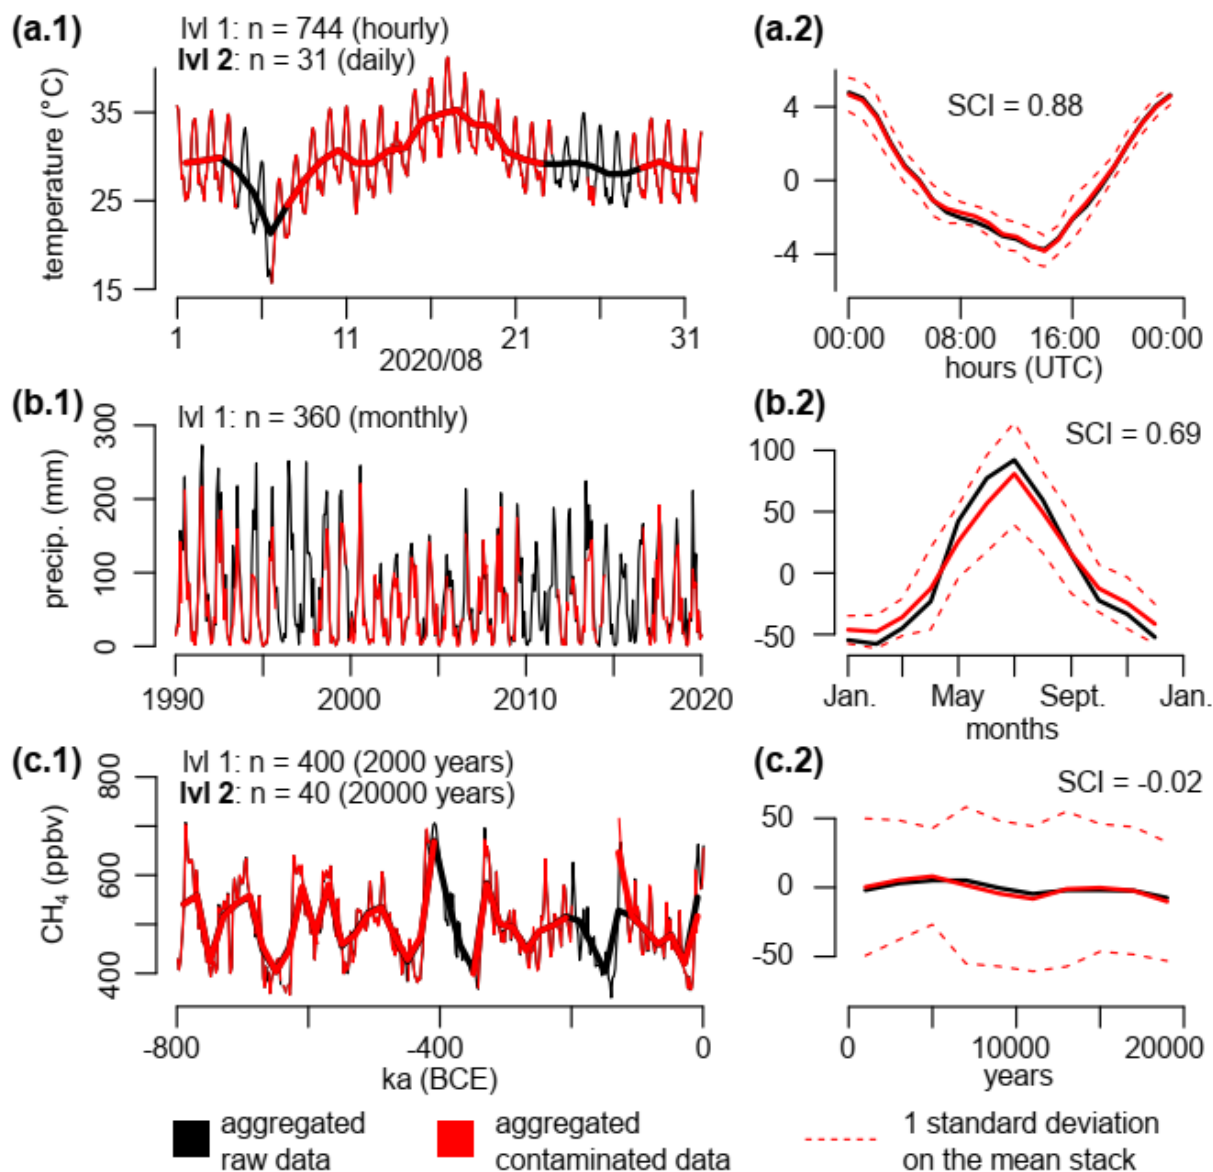 (a.1)
lvl 1: n = 744 (hourly)
lvl 2: n = 31 (daily)
temperature (°C)
35
25
15
1
11
21
31
2020/08
(a.2)
SCI = 0.88
4
0
-4
00:00
08:00
16:00
00:00
hours (UTC)
(b.1)
lvl 1: n = 360 (monthly)
precip. (mm)
300
200
100
0
1990
2000
2010
2020
(b.2)
SCI = 0.69
100
50
0
-50
Jan.
May
Sept.
Jan.
months
(c.1)
lvl 1: n = 400 (2000 years)
lvl 2: n = 40 (20000 years)
CH4 (ppbv)
800
600
400
-800
-400
0
ka (BCE)
(c.2)
SCI = -0.02
50
0
-50
0
10000
20000
years
aggregated
raw data
aggregated
contaminated data
1 standard deviation
on the mean stack